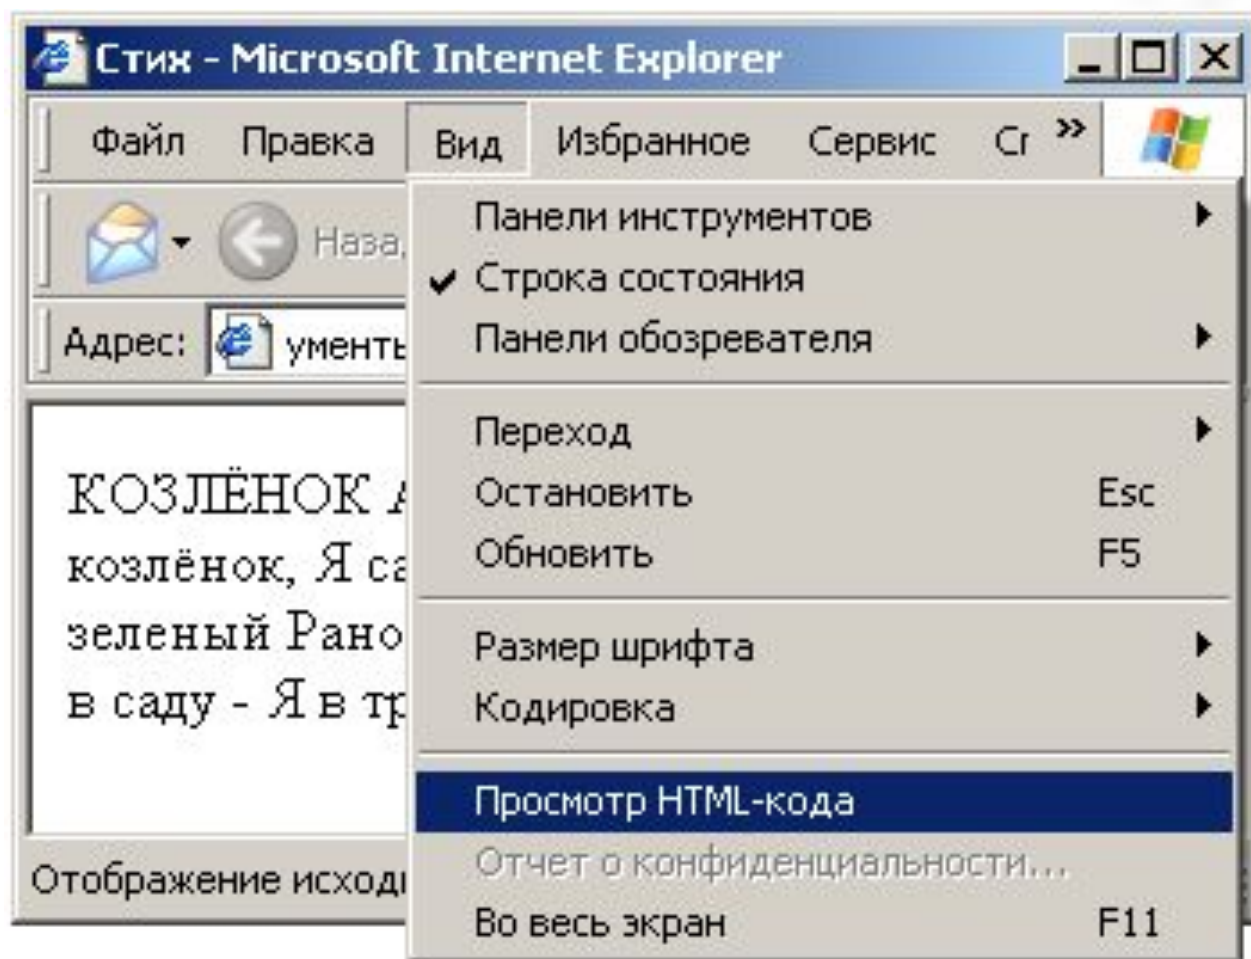 Стих - Microsoft Internet Explorer
Файл Правка Вид Избранное Сервис »
Адрес:
Панели инструментов
Строка состояния
Панели обозревателя
Переход
Остановить Esc
Обновить F5
Размер шрифта
Кодировка
Просмотр HTML-кода
Отчет о конфиденциальности...
Во весь экран F11
КОЗЛЁНОК
козлёнок, Я
зеленый Рано
в саду - Я в
Отображение